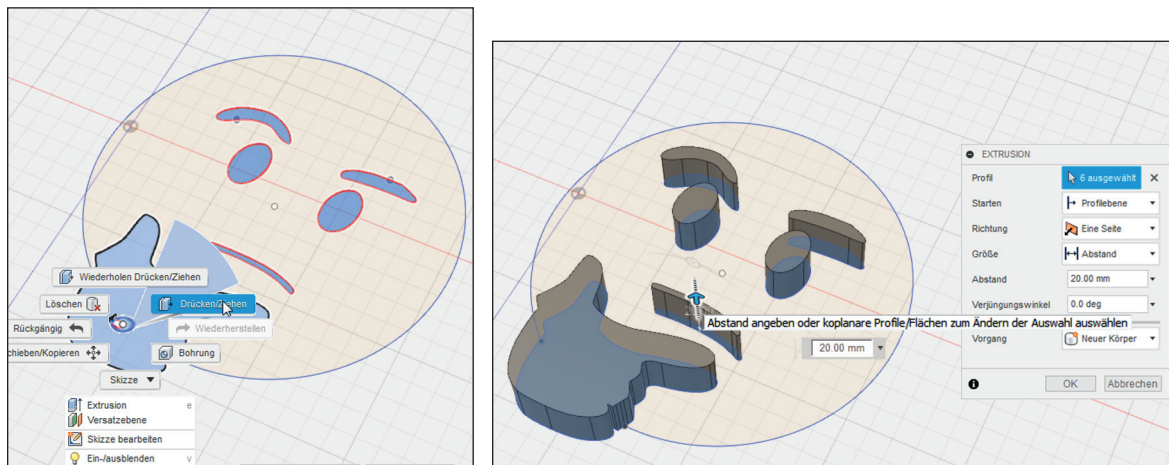 Wiederholen Drücken/Ziehen
Löschen
Drücken/Ziehen
Rückgängig
Wiederherstellen
chieben/Kopieren
Bohrung
Skizze
Extrusion e
Versatzebene
Skizze bearbeiten
Ein-/ausblenden v
EXTRUSION
Profil 6 ausgewählt
Starten Profilebene
Richtung Eine Seite
Größe Abstand
Abstand 20.00 mm
Verjüngungswinkel 0.0 deg
Abstand angeben oder koplanare Profile/Flächen zum Ändern der Auswahl auswählen
Vorgang Neuer Körper
20.00 mm
OK Abbrechen